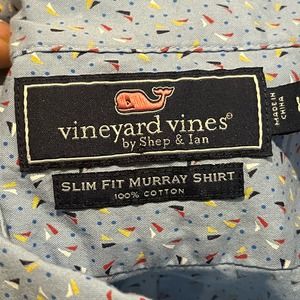 vineyard vines®
by Shep & Ian
MADE IN
CHINA
SLIM FIT MURRAY SHIRT
100% COTTON